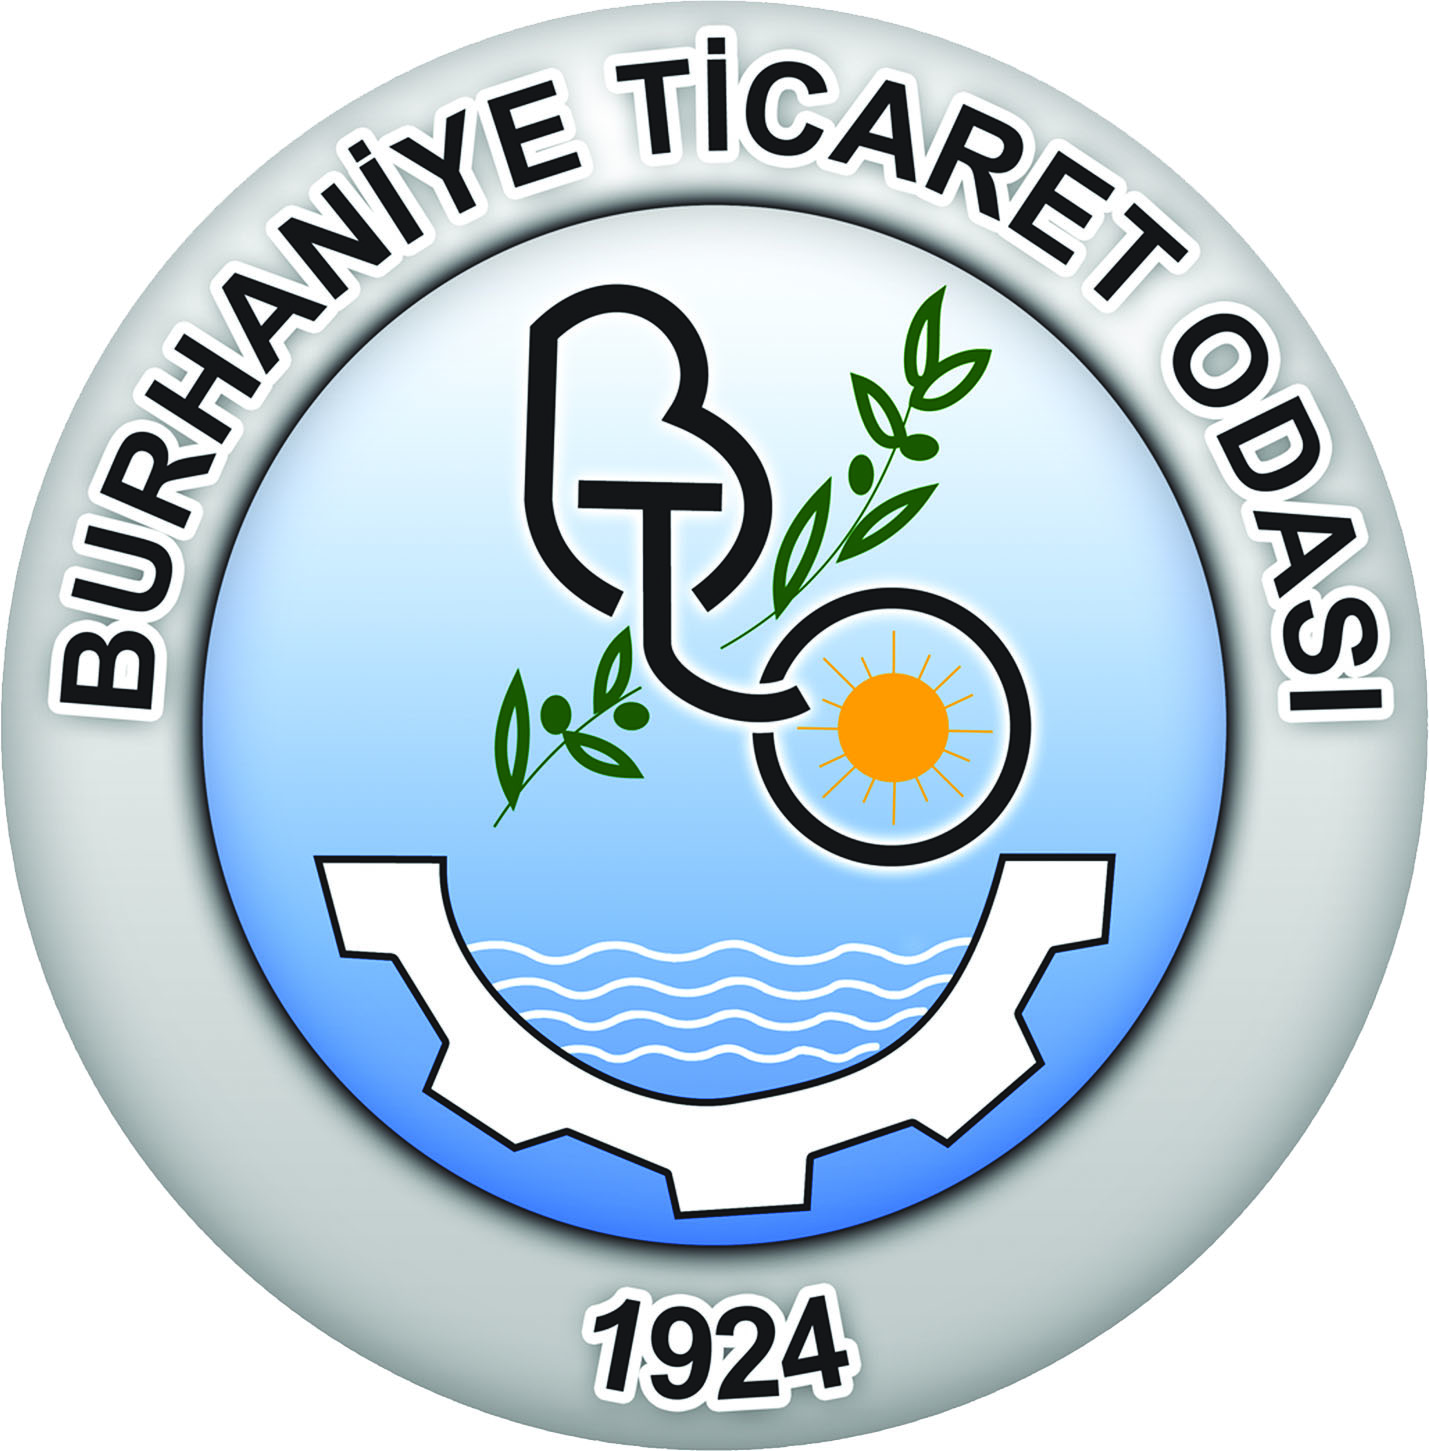 BURHANİYE TİCARET ODASI
BTO
1924